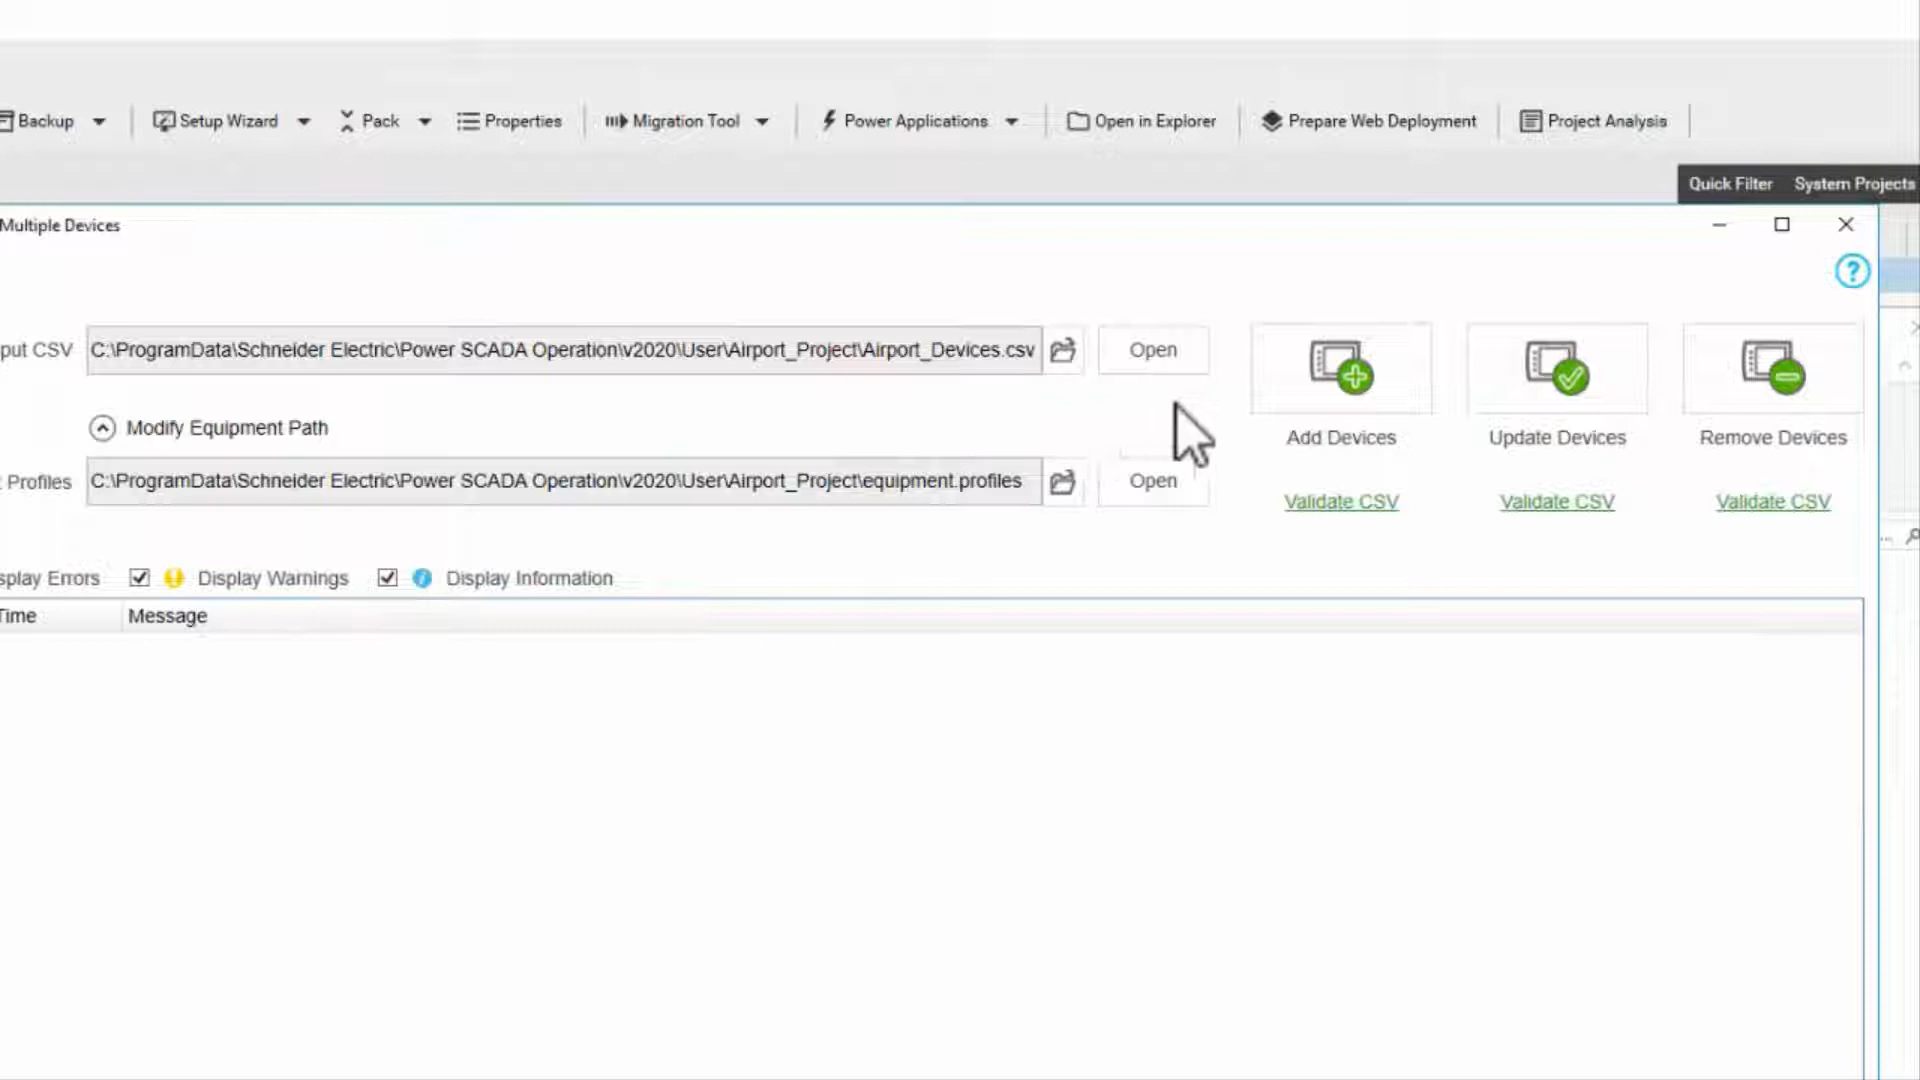 Backup Setup Wizard Pack Properties Migration Tool Power Applications Open in Explorer Prepare Web Deployment Project Analysis
Quick Filter System Projects
Multiple Devices
?
put CSV C:\ProgramData\Schneider Electric\Power SCADA Operation\v2020\User\Airport_Project\Airport_Devices.csv Open
Modify Equipment Path
Add Devices Update Devices Remove Devices
Profiles C:\ProgramData\Schneider Electric\Power SCADA Operation\v2020\User\Airport_Project\equipment.profiles Open
Validate CSV Validate CSV Validate CSV
splay Errors Display Warnings Display Information
Time Message